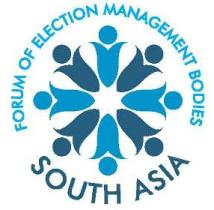 FORUM OF ELECTION MANAGEMENT BODIES
SOUTH ASIA